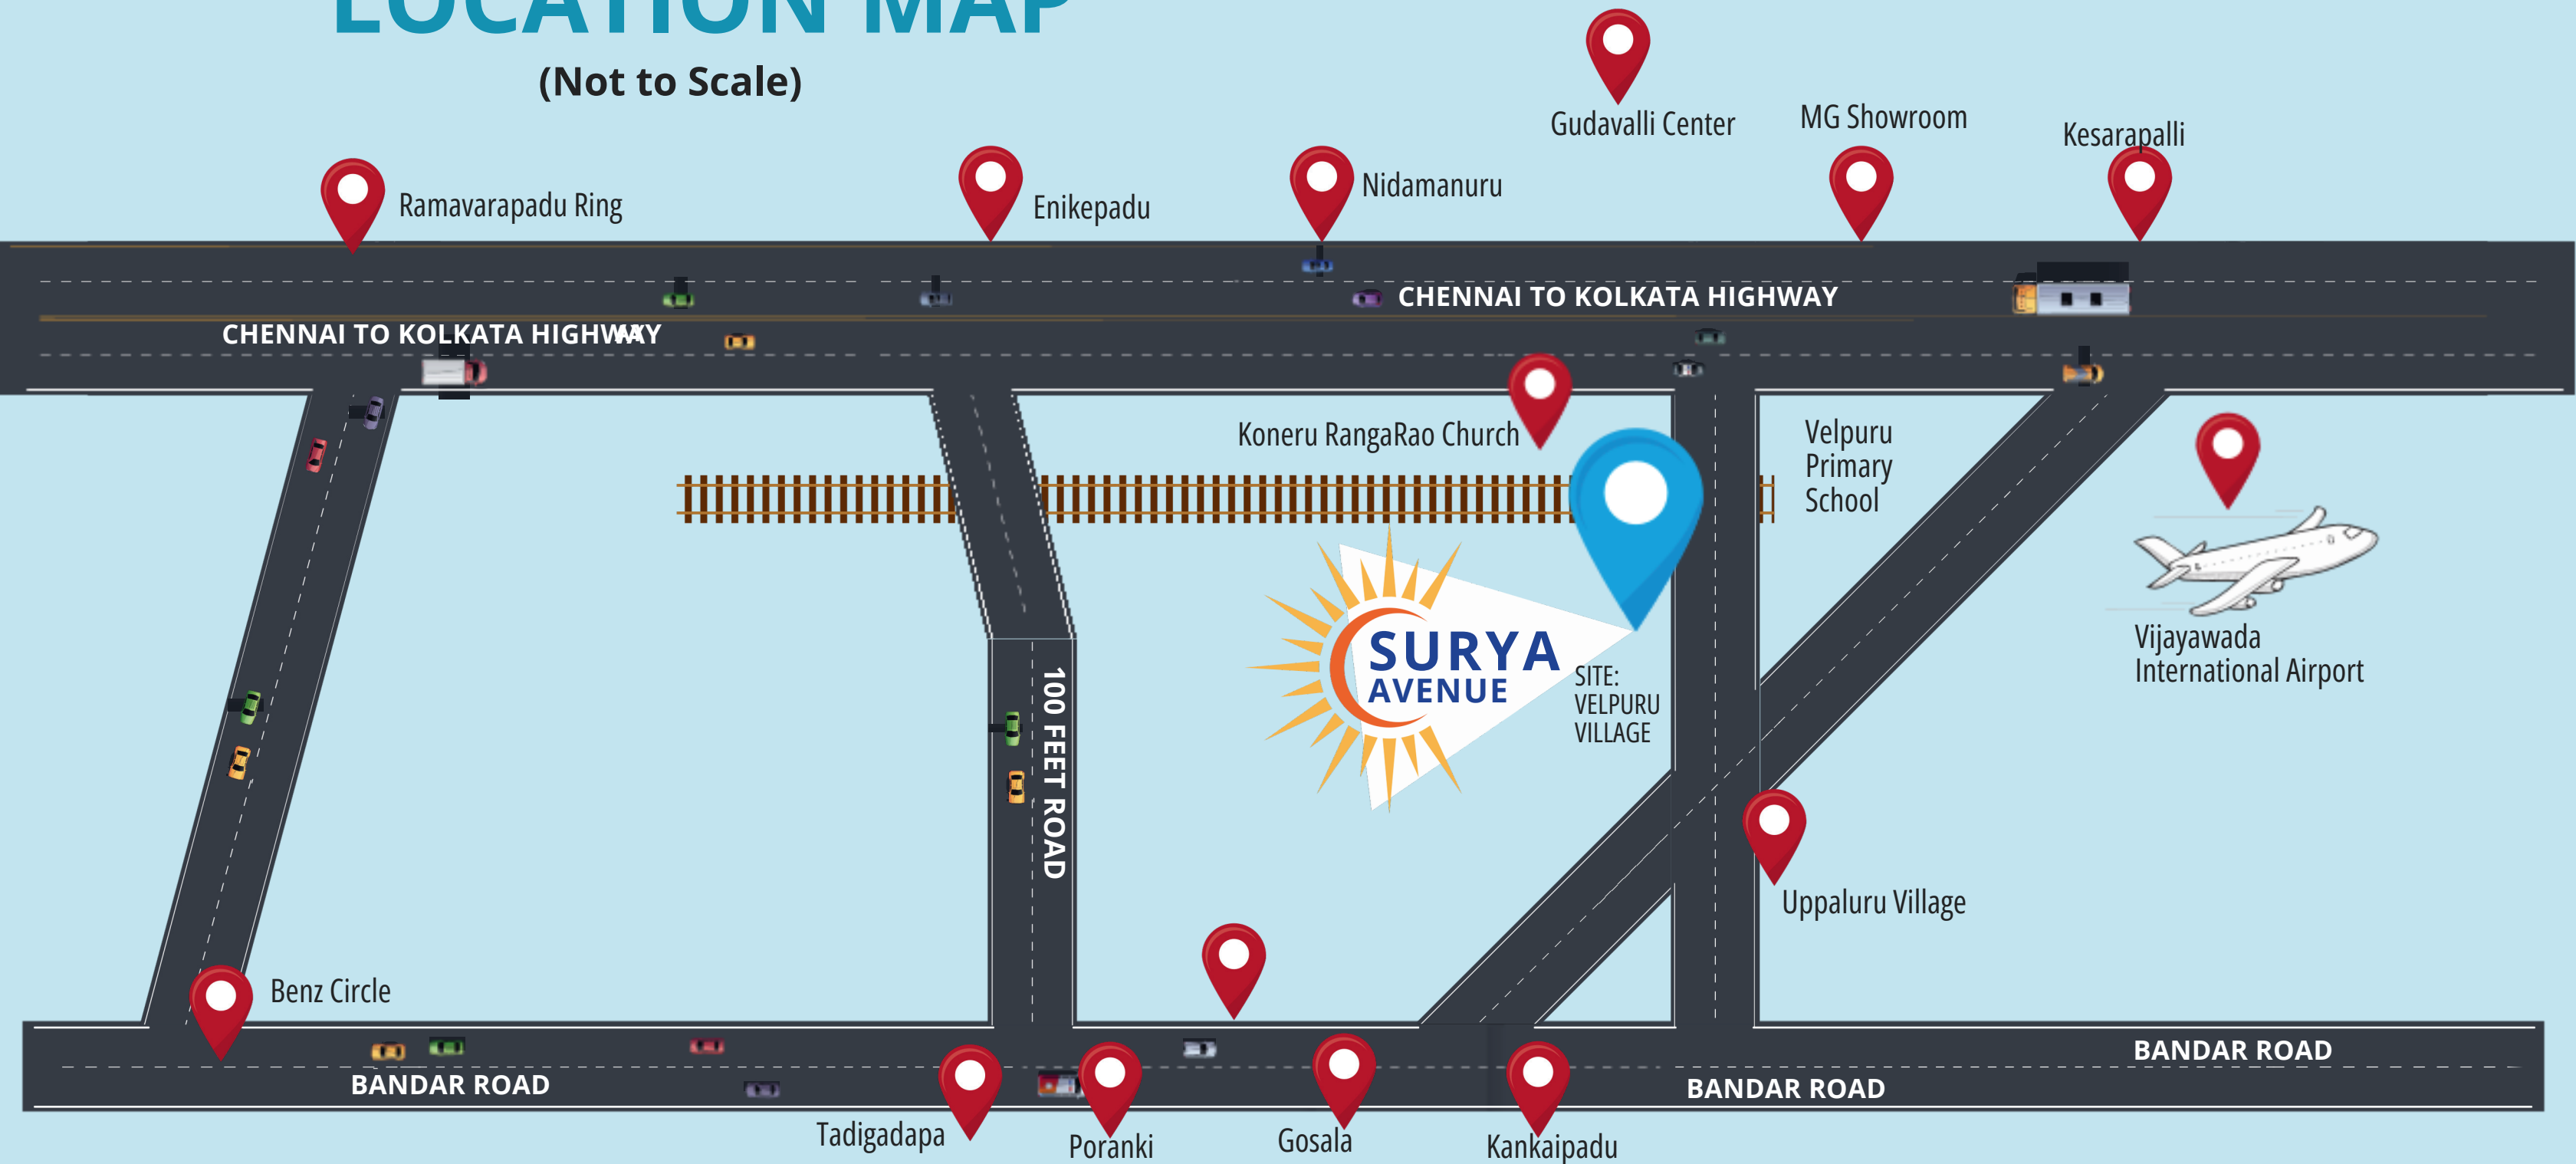 LOCATION MAP
(Not to Scale)
Gudavalli Center
MG Showroom
Kesarapalli
Ramavarapadu Ring
Enikepadu
Nidamanuru
CHENNAI TO KOLKATA HIGHWAY
CHENNAI TO KOLKATA HIGHWAY
Koneru RangaRao Church
Velpuru
Primary
School
SURYA
AVENUE
SITE:
VELPURU
VILLAGE
Vijayawada
International Airport
100 FEET ROAD
Uppaluru Village
Benz Circle
BANDAR ROAD
BANDAR ROAD
BANDAR ROAD
Tadigadapa
Poranki
Gosala
Kankaipadu